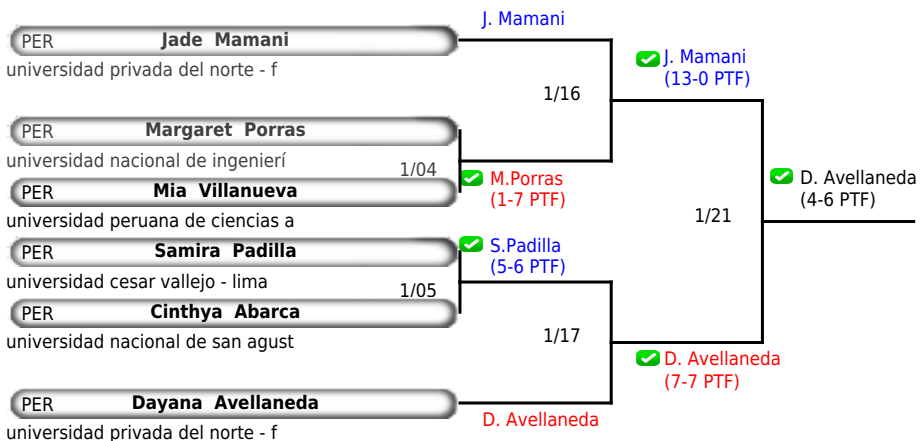 J. Mamani
PER Jade Mamani
universidad privada del norte - f
J. Mamani
(13-0 PTF)
1/16
PER Margaret Porras
universidad nacional de ingenierí
1/04
M.Porras
(1-7 PTF)
PER Mia Villanueva
universidad peruana de ciencias a
D. Avellaneda
(4-6 PTF)
1/21
PER Samira Padilla
universidad cesar vallejo - lima
S.Padilla
(5-6 PTF)
1/05
PER Cinthya Abarca
universidad nacional de san agust
1/17
D. Avellaneda
(7-7 PTF)
PER Dayana Avellaneda
universidad privada del norte - f
D. Avellaneda